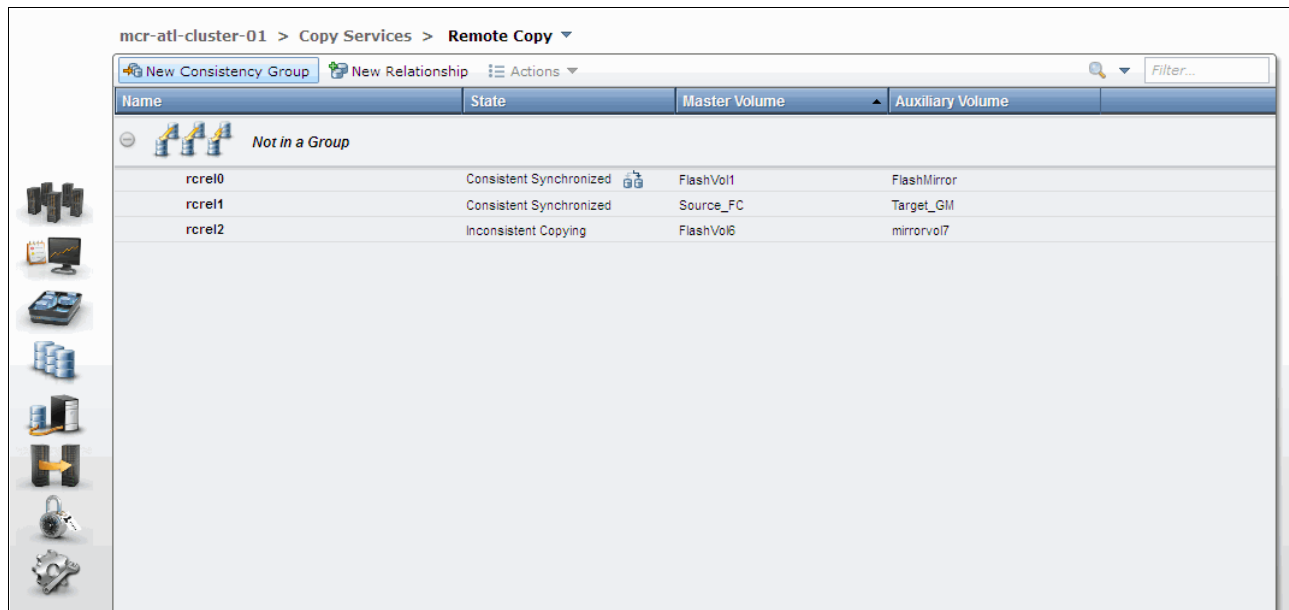 mcr-atl-cluster-01 > Copy Services > Remote Copy
New Consistency Group New Relationship Actions Filter...
Name State Master Volume Auxiliary Volume
Not in a Group
rcrel0 Consistent Synchronized FlashVol1 FlashMirror
rcrel1 Consistent Synchronized Source_FC Target_GM
rcrel2 Inconsistent Copying FlashVol6 mirrorvol7